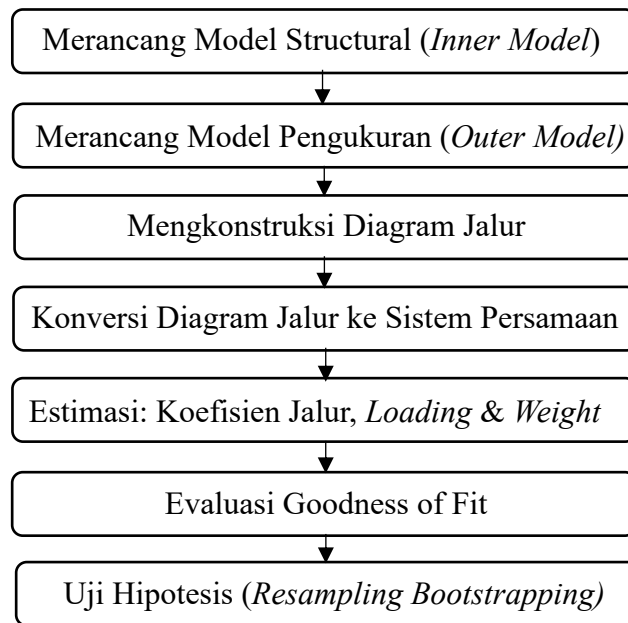 Merancang Model Structural (Inner Model)
Merancang Model Pengukuran (Outer Model)
Mengkonstruksi Diagram Jalur
Konversi Diagram Jalur ke Sistem Persamaan
Estimasi: Koefisien Jalur, Loading & Weight
Evaluasi Goodness of Fit
Uji Hipotesis (Resampling Bootstrapping)